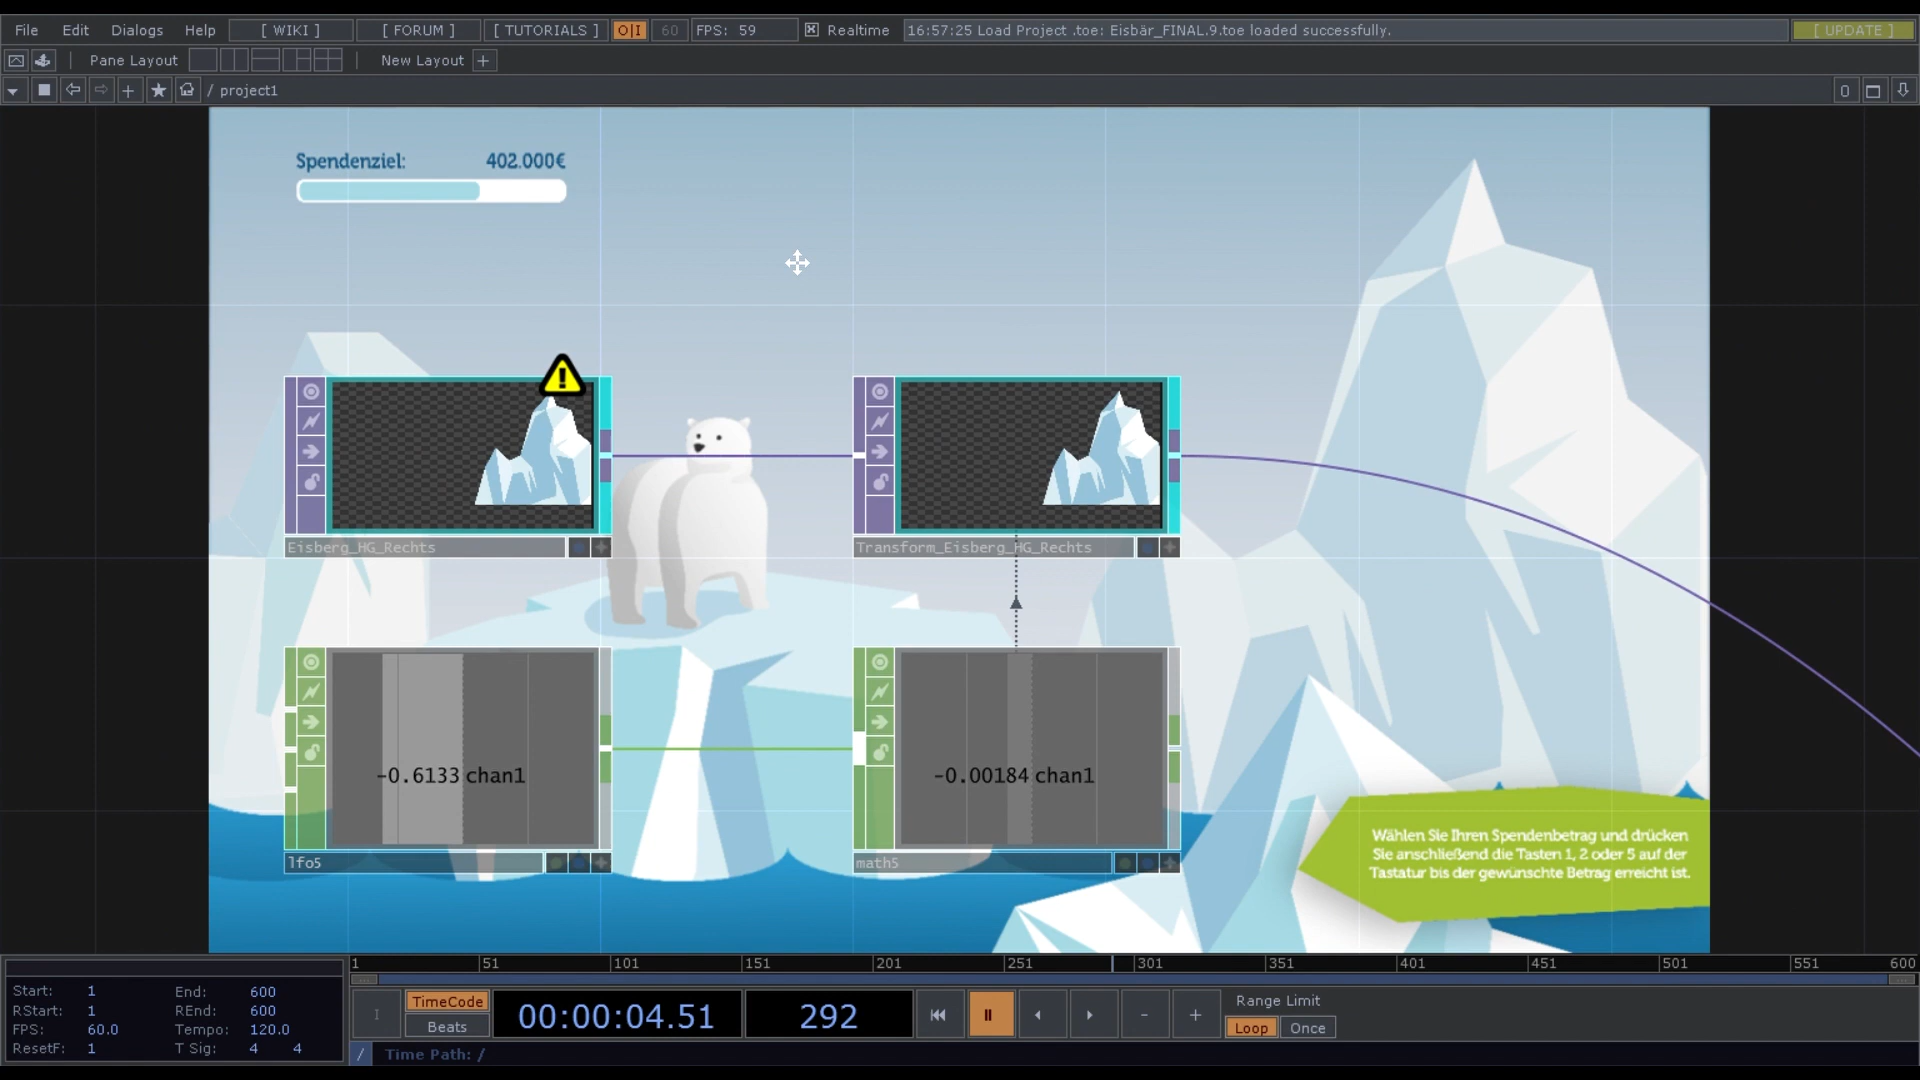 File Edit Dialogs Help [ WIKI ] [ FORUM ] [ TUTORIALS ] O|I 60 FPS: 59 Realtime 16:57:25 Load Project .toe: Eisbär_FINAL.9.toe loaded successfully. [ UPDATE ]
Pane Layout New Layout +
/ project1 0
Spendenziel: 402.000€
Eisberg_HG_Rechts Transform_Eisberg_HG_Rechts
-0.6133 chan1 -0.00184 chan1
lfo5 math5
Wählen Sie Ihren Spendenbetrag und drücken
Sie anschließend die Tasten 1, 2 oder 5 auf der
Tastatur bis der gewünschte Betrag erreicht ist.
1 51 101 151 201 251 301 351 401 451 501 551 600
Start: 1 End: 600
RStart: 1 REnd: 600
FPS: 60.0 Tempo: 120.0
ResetF: 1 T Sig: 4 4
I TimeCode Beats 00:00:04.51 292 - + Range Limit
Loop Once
/ Time Path: /